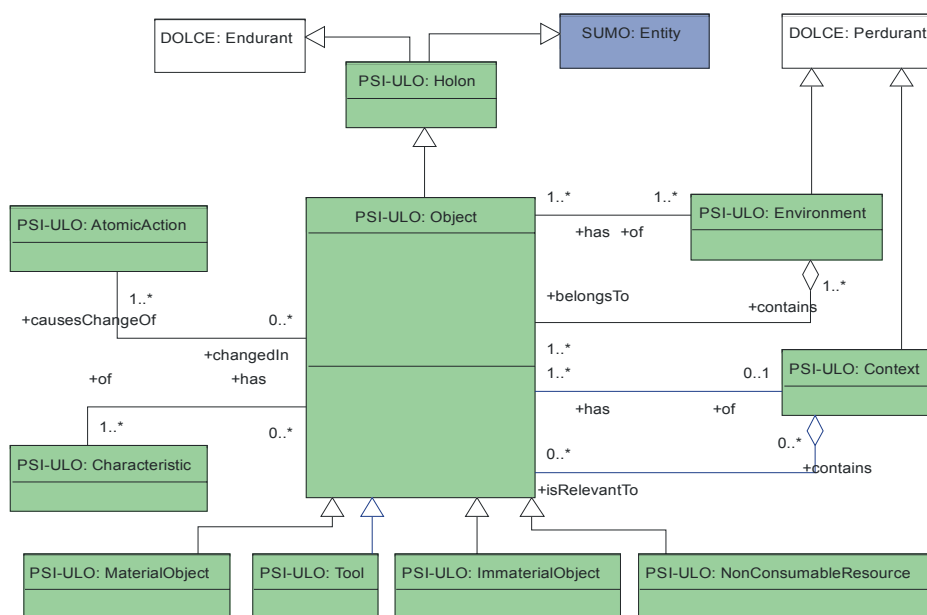 DOLCE: Endurant
SUMO: Entity
DOLCE: Perdurant
PSI-ULO: Holon
PSI-ULO: AtomicAction
PSI-ULO: Object
1..*
1..*
PSI-ULO: Environment
+has
+of
1..*
+causesChangeOf
0..*
+changedIn
+belongsTo
1..*
+contains
1..*
+of
+has
1..*
0..1
PSI-ULO: Context
+has
+of
1..*
0..*
PSI-ULO: Characteristic
0..*
0..*
+contains
+isRelevantTo
PSI-ULO: MaterialObject
PSI-ULO: Tool
PSI-ULO: ImmaterialObject
PSI-ULO: NonConsumableResource